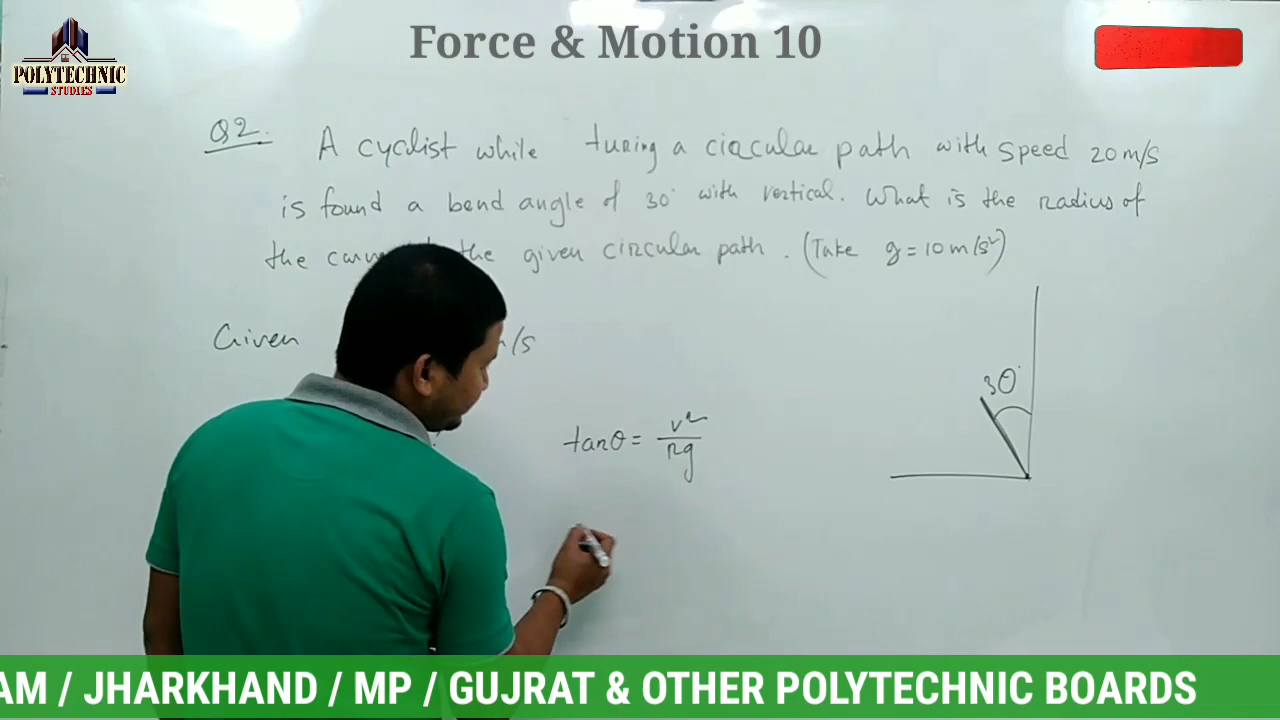 Force & Motion 10
POLYTECHNIC
STUDIES
Q2. A cyclist while tuning a circular path with speed 20 m/s
is found a bend angle of 30° with vertical. What is the radius of
the the given circular path. (Take g = 10 m/s²)
Given /s
30°
tanθ = v²/rg
AM / JHARKHAND / MP / GUJRAT & OTHER POLYTECHNIC BOARDS